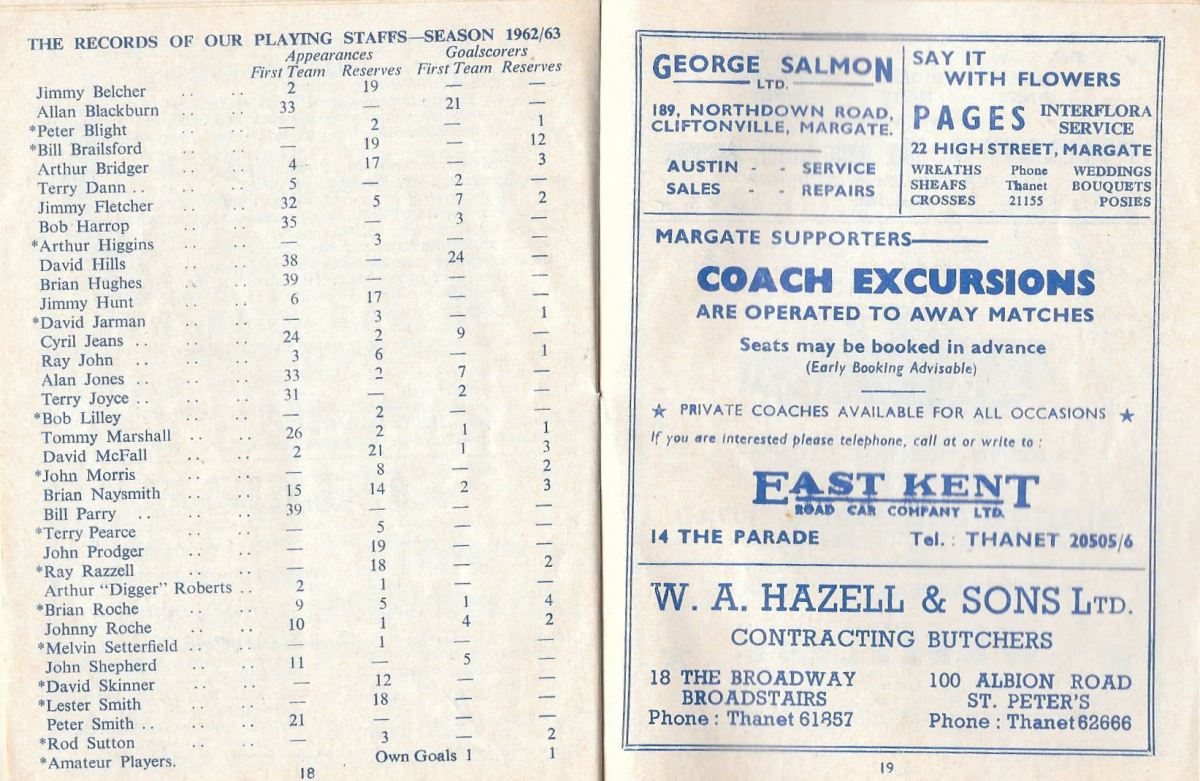 THE RECORDS OF OUR PLAYING STAFFS—SEASON 1962/63
Appearances Goalscorers
First Team Reserves First Team Reserves
Jimmy Belcher .. .. 2 19 — —
Allan Blackburn .. .. 33 — 21 —
*Peter Blight .. .. — 2 — 1
*Bill Brailsford .. .. — 19 — 12
Arthur Bridger .. .. 4 17 — 3
Terry Dann .. .. 5 — 2 —
Jimmy Fletcher .. .. 32 5 7 2
Bob Harrop .. .. 35 — 3 —
*Arthur Higgins .. .. — 3 — —
David Hills .. .. 38 — 24 —
Brian Hughes .. .. 39 — — —
Jimmy Hunt .. .. 6 17 — —
*David Jarman .. .. — 3 — 1
Cyril Jeans .. .. 24 2 9 —
Ray John .. .. 3 6 — 1
Alan Jones .. .. 33 2 7 —
Terry Joyce .. .. 31 — 2 —
*Bob Lilley .. .. — 2 — —
Tommy Marshall .. .. 26 2 1 1
David McFall .. .. 2 21 1 3
*John Morris .. .. — 8 — 2
Brian Naysmith .. .. 15 14 2 3
Bill Perry .. .. 39 — — —
*Terry Pearce .. .. — 5 — —
John Prodger .. .. — 19 — —
*Ray Razzell .. .. — 18 — 2
Arthur "Digger" Roberts .. 2 1 — —
*Brian Roche .. .. 9 5 1 4
Johnny Roche .. .. 10 1 4 2
*Melvin Setterfield .. .. — 1 — —
John Shepherd .. .. 11 — 5 —
*David Skinner .. .. — 12 — —
*Lester Smith .. .. — 18 — —
Peter Smith .. .. 21 — — —
*Rod Sutton .. .. — 3 — 2
*Amateur Players. Own Goals 1 1
18
GEORGE SALMON
LTD.
189, NORTHDOWN ROAD,
CLIFTONVILLE, MARGATE.
AUSTIN - - SERVICE
SALES - - REPAIRS
SAY IT
WITH FLOWERS
PAGES INTERFLORA
SERVICE
22 HIGH STREET, MARGATE
WREATHS Phone WEDDINGS
SHEAFS Thanet BOUQUETS
CROSSES 21155 POSIES
MARGATE SUPPORTERS—
COACH EXCURSIONS
ARE OPERATED TO AWAY MATCHES
Seats may be booked in advance
(Early Booking Advisable)
★ PRIVATE COACHES AVAILABLE FOR ALL OCCASIONS ★
If you are interested please telephone, call at or write to :
EAST KENT
ROAD CAR COMPANY LTD.
14 THE PARADE Tel. : THANET 20505/6
W. A. HAZELL & SONS LTD.
CONTRACTING BUTCHERS
18 THE BROADWAY
BROADSTAIRS
Phone : Thanet 61857
100 ALBION ROAD
ST. PETER'S
Phone : Thanet 62666
19